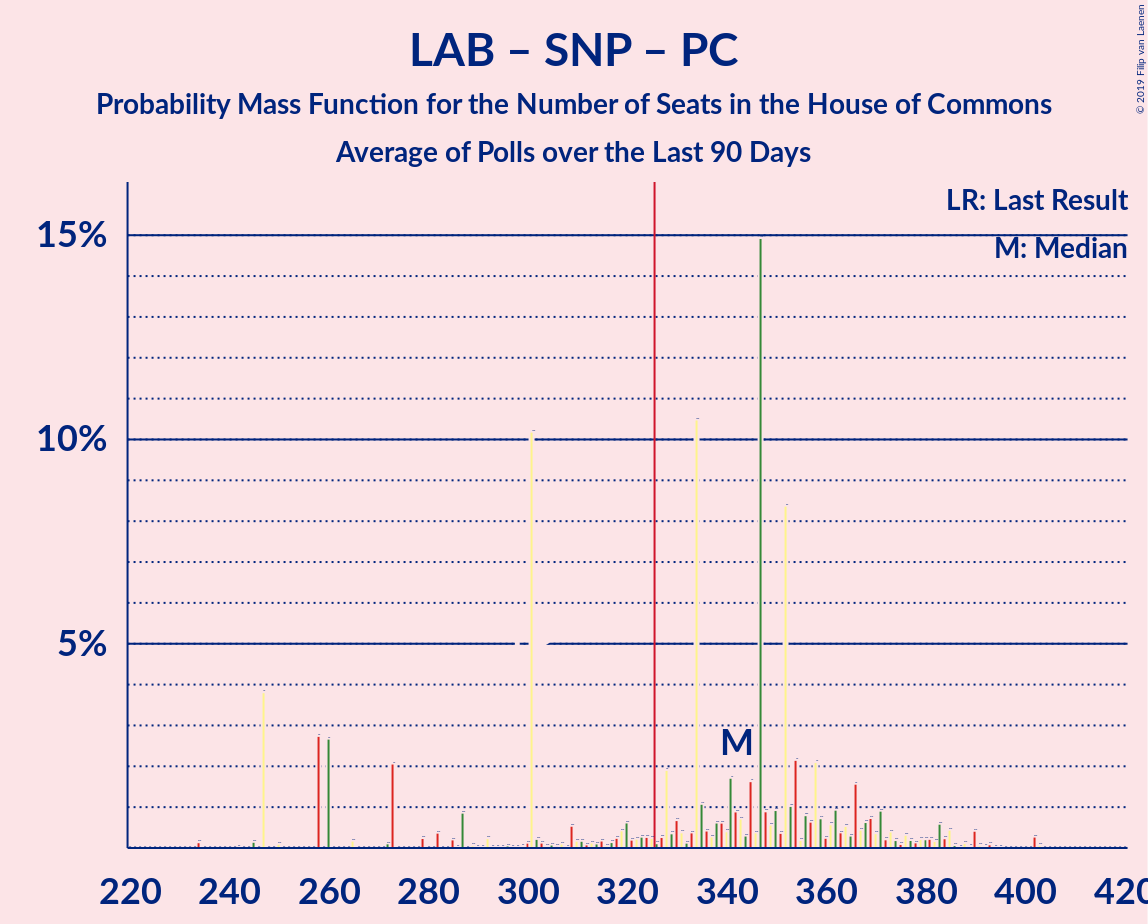 LAB – SNP – PC
Probability Mass Function for the Number of Seats in the House of Commons
Average of Polls over the Last 90 Days
© 2019 Filip van Laenen
LR: Last Result
M: Median
15%
10%
5%
M
220 240 260 280 300 320 340 360 380 400 420